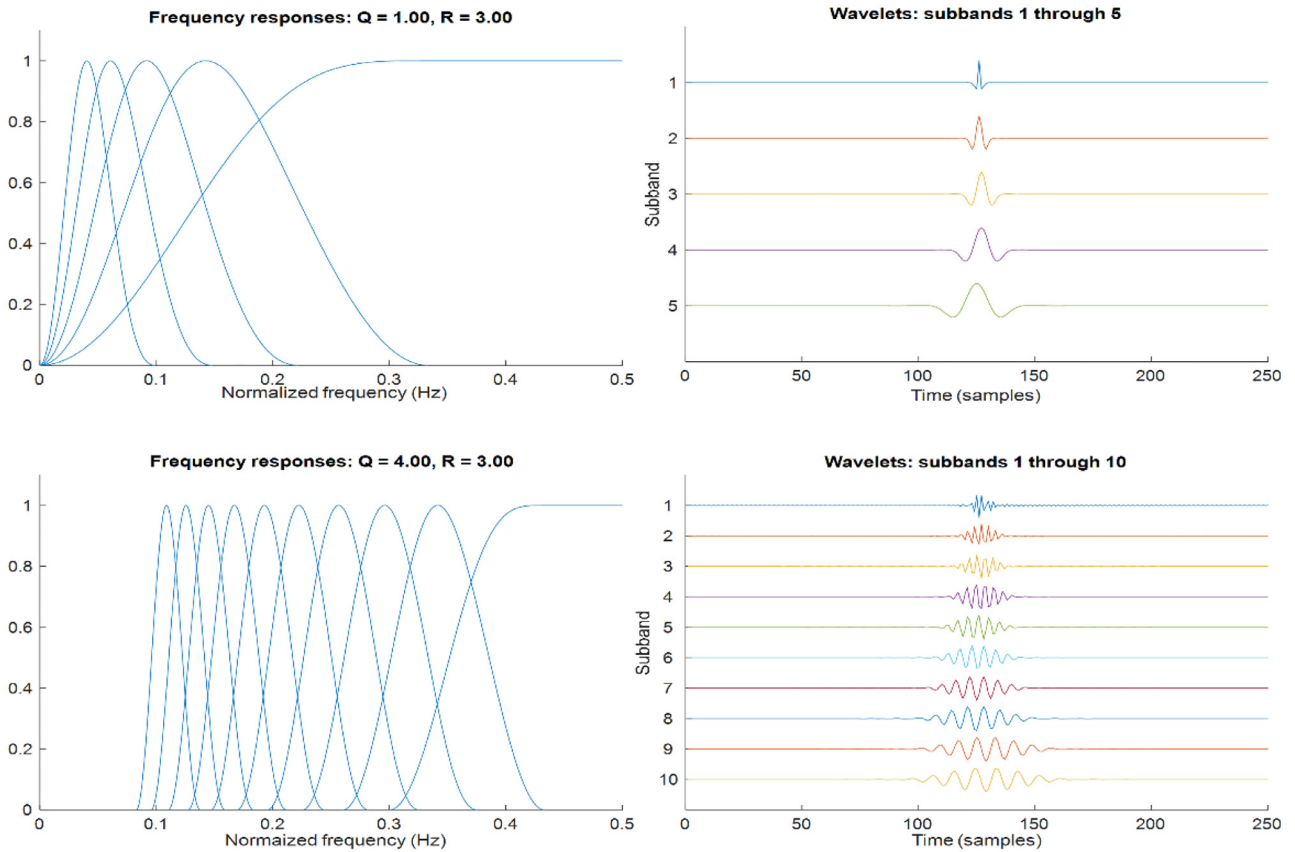 Frequency responses: Q = 1.00, R = 3.00
1
0.8
0.6
0.4
0.2
0
0 0.1 0.2 0.3 0.4 0.5
Normalized frequency (Hz)
Wavelets: subbands 1 through 5
Subband
1
2
3
4
5
0 50 100 150 200 250
Time (samples)
Frequency responses: Q = 4.00, R = 3.00
1
0.8
0.6
0.4
0.2
0
0 0.1 0.2 0.3 0.4 0.5
Normaized frequency (Hz)
Wavelets: subbands 1 through 10
Subband
1
2
3
4
5
6
7
8
9
10
0 50 100 150 200 250
Time (samples)